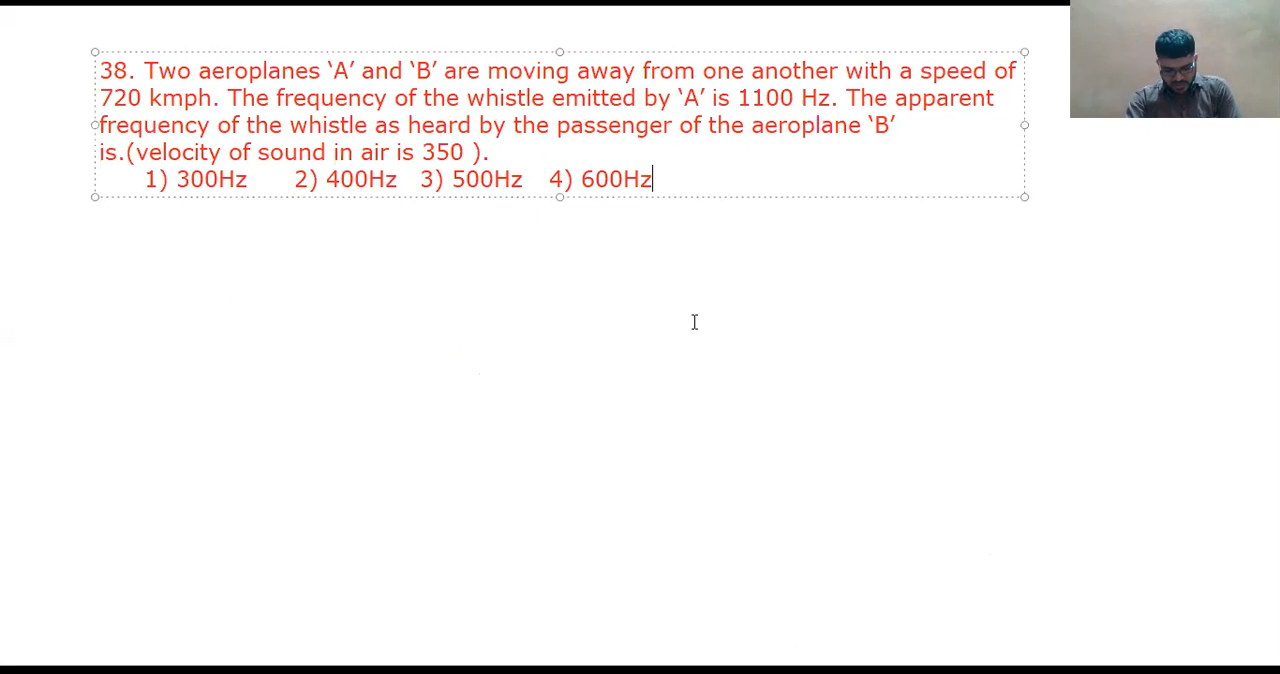 38. Two aeroplanes ‘A’ and ‘B’ are moving away from one another with a speed of
720 kmph. The frequency of the whistle emitted by ‘A’ is 1100 Hz. The apparent
frequency of the whistle as heard by the passenger of the aeroplane ‘B’
is.(velocity of sound in air is 350 ).
1) 300Hz 2) 400Hz 3) 500Hz 4) 600Hz